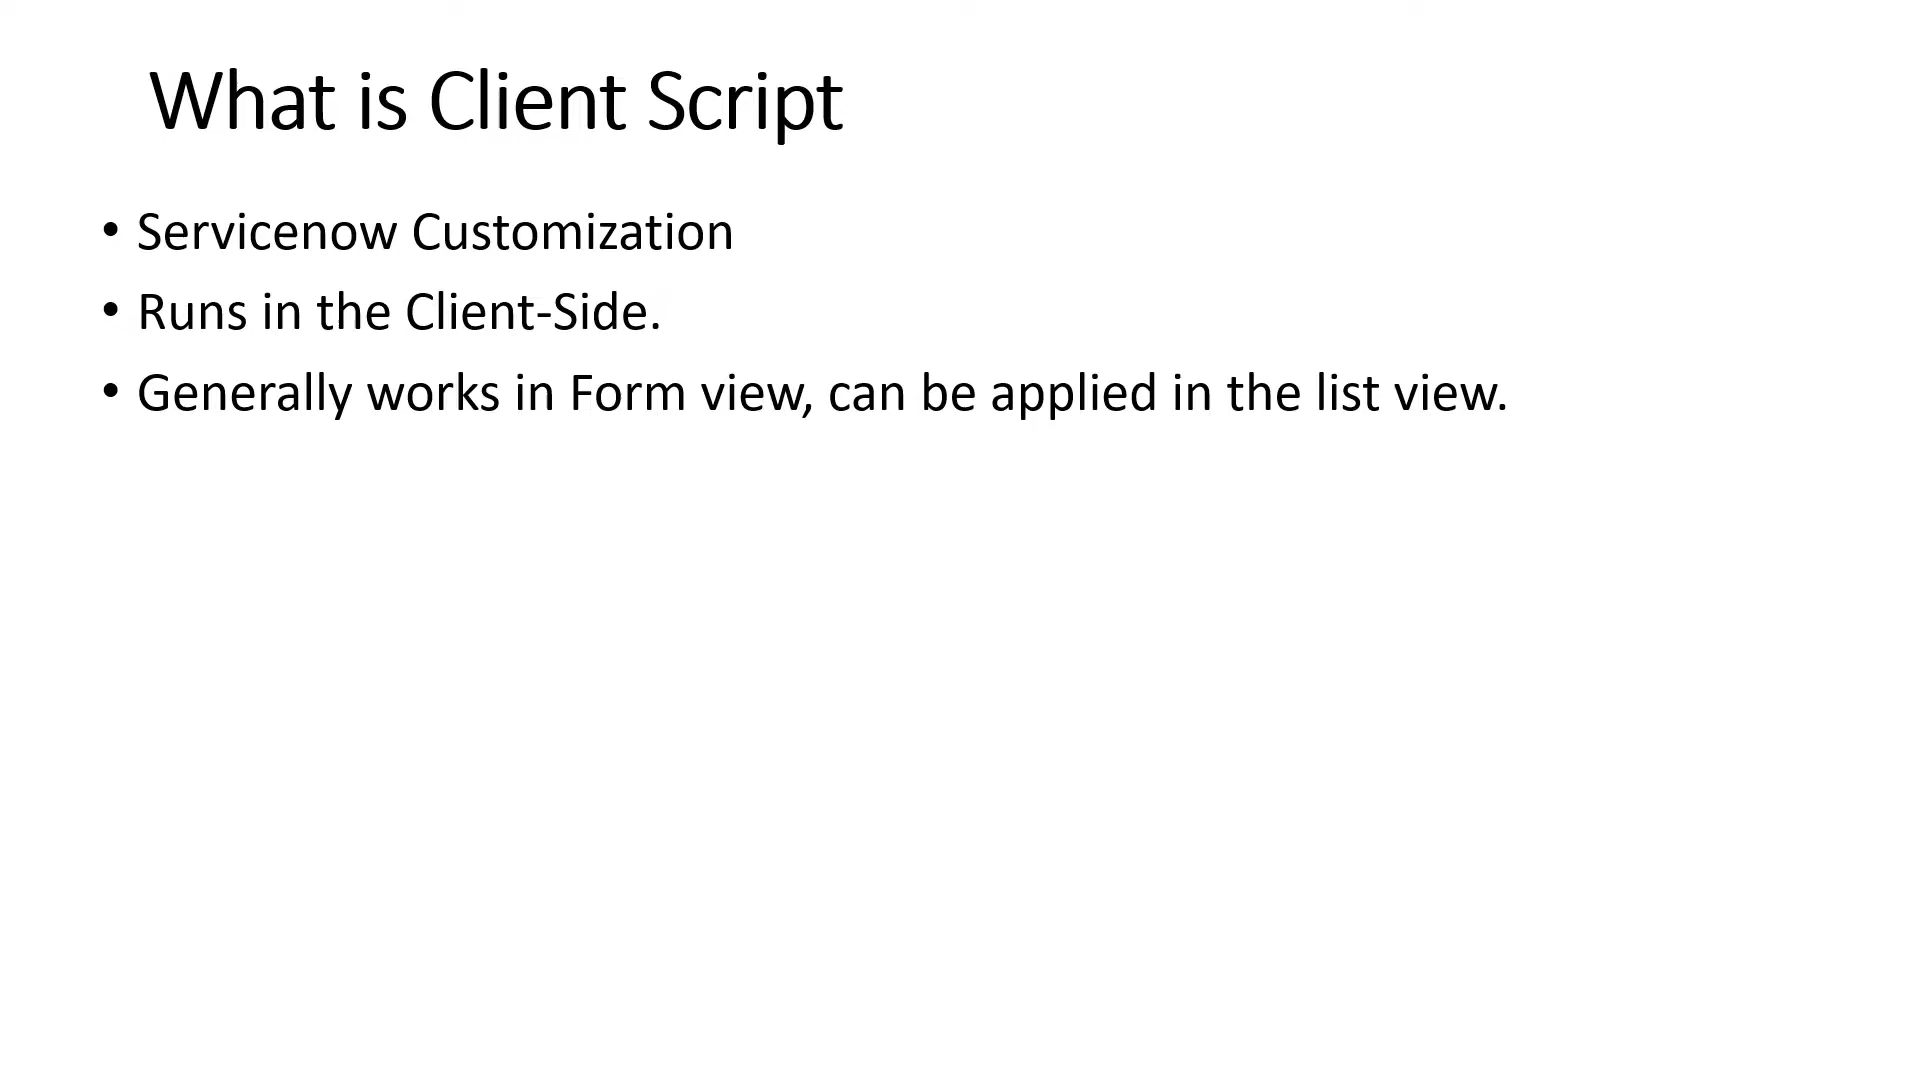 What is Client Script
• Servicenow Customization
• Runs in the Client-Side.
• Generally works in Form view, can be applied in the list view.